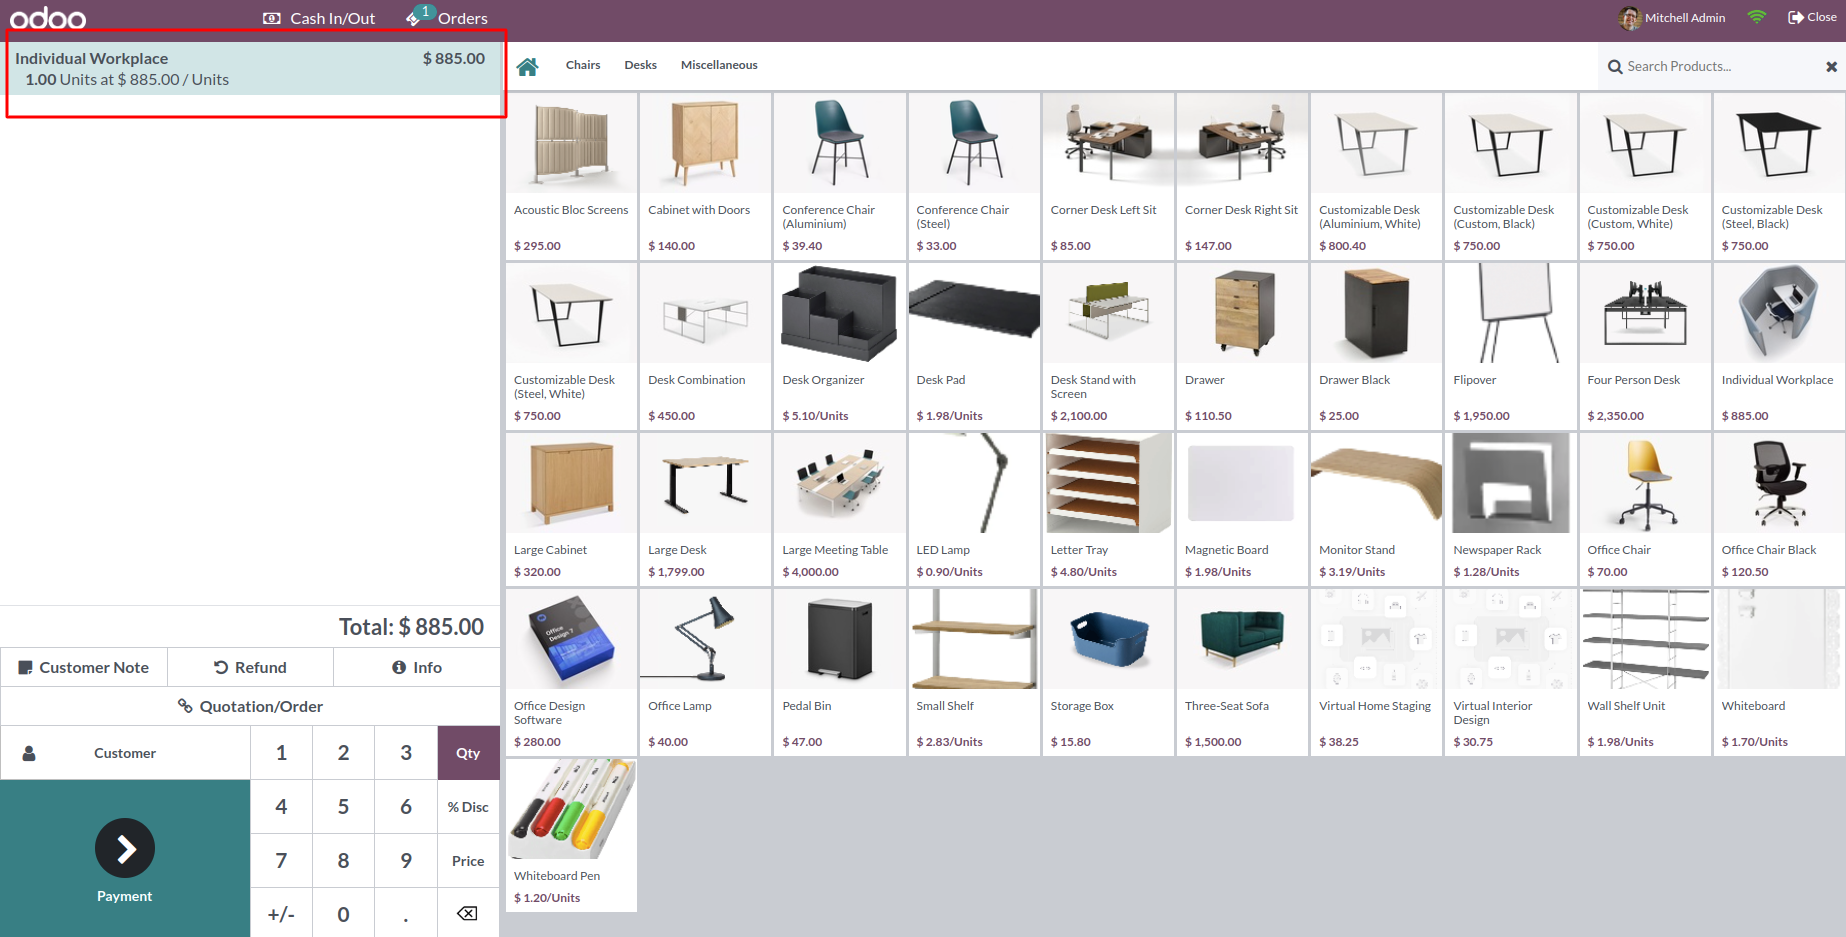 odoo
Cash In/Out
1
Orders
Mitchell Admin
Close
Individual Workplace $ 885.00
1.00 Units at $ 885.00 / Units
Chairs Desks Miscellaneous
Search Products...
Acoustic Bloc Screens
$ 295.00
Cabinet with Doors
$ 140.00
Conference Chair
(Aluminium)
$ 39.40
Conference Chair
(Steel)
$ 33.00
Corner Desk Left Sit
$ 85.00
Corner Desk Right Sit
$ 147.00
Customizable Desk
(Aluminium, White)
$ 800.40
Customizable Desk
(Custom, Black)
$ 750.00
Customizable Desk
(Custom, White)
$ 750.00
Customizable Desk
(Steel, Black)
$ 750.00
Customizable Desk
(Steel, White)
$ 750.00
Desk Combination
$ 450.00
Desk Organizer
$ 5.10/Units
Desk Pad
$ 1.98/Units
Desk Stand with
Screen
$ 2,100.00
Drawer
$ 110.50
Drawer Black
$ 25.00
Flipover
$ 1,950.00
Four Person Desk
$ 2,350.00
Individual Workplace
$ 885.00
Large Cabinet
$ 320.00
Large Desk
$ 1,799.00
Large Meeting Table
$ 4,000.00
LED Lamp
$ 0.90/Units
Letter Tray
$ 4.80/Units
Magnetic Board
$ 1.98/Units
Monitor Stand
$ 3.19/Units
Newspaper Rack
$ 1.28/Units
Office Chair
$ 70.00
Office Chair Black
$ 120.50
Office
Design 7
Office Design
Software
$ 280.00
Office Lamp
$ 40.00
Pedal Bin
$ 47.00
Small Shelf
$ 2.83/Units
Storage Box
$ 15.80
Three-Seat Sofa
$ 1,500.00
Virtual Home Staging
$ 38.25
Virtual Interior
Design
$ 30.75
Wall Shelf Unit
$ 1.98/Units
Whiteboard
$ 1.70/Units
Whiteboard Pen
$ 1.20/Units
Total: $ 885.00
Customer Note
Refund
Info
Quotation/Order
Customer
1 2 3 Qty
4 5 6 % Disc
7 8 9 Price
+/- 0 .
Payment